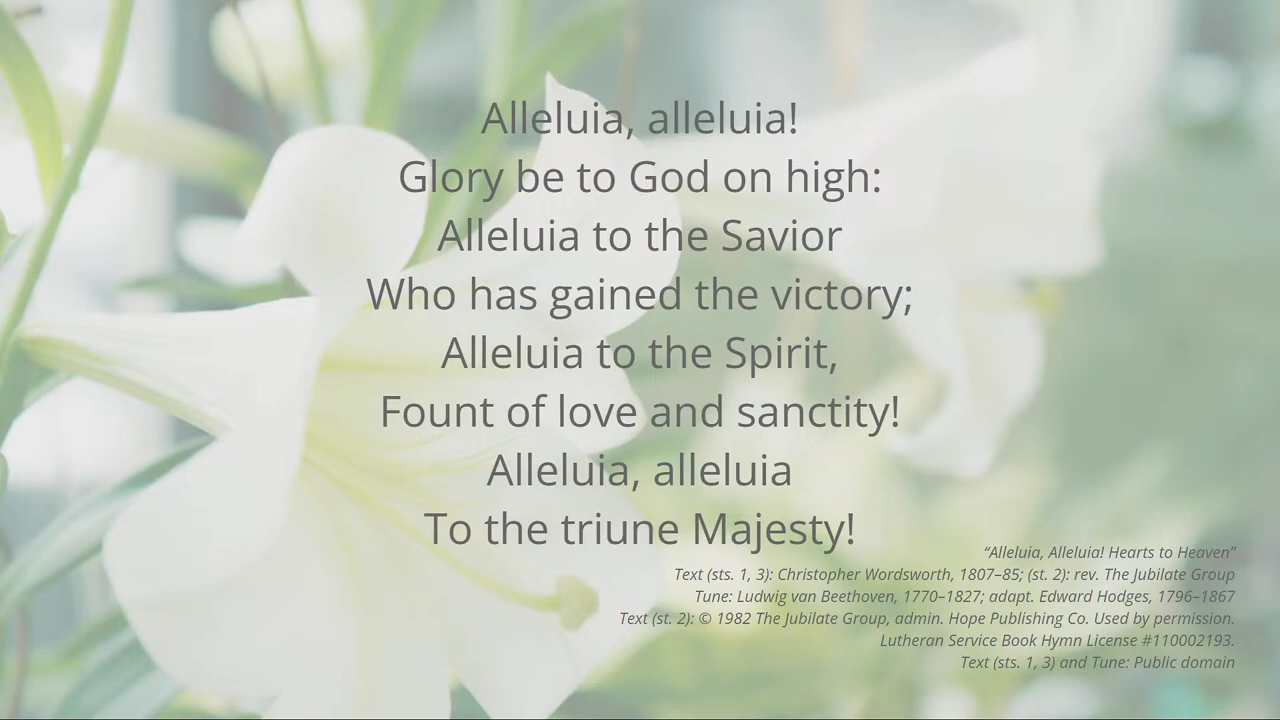 Alleluia, alleluia!
Glory be to God on high:
Alleluia to the Savior
Who has gained the victory;
Alleluia to the Spirit,
Fount of love and sanctity!
Alleluia, alleluia
To the triune Majesty!
“Alleluia, Alleluia! Hearts to Heaven”
Text (sts. 1, 3): Christopher Wordsworth, 1807–85; (st. 2): rev. The Jubilate Group
Tune: Ludwig van Beethoven, 1770–1827; adapt. Edward Hodges, 1796–1867
Text (st. 2): © 1982 The Jubilate Group, admin. Hope Publishing Co. Used by permission.
Lutheran Service Book Hymn License #110002193.
Text (sts. 1, 3) and Tune: Public domain